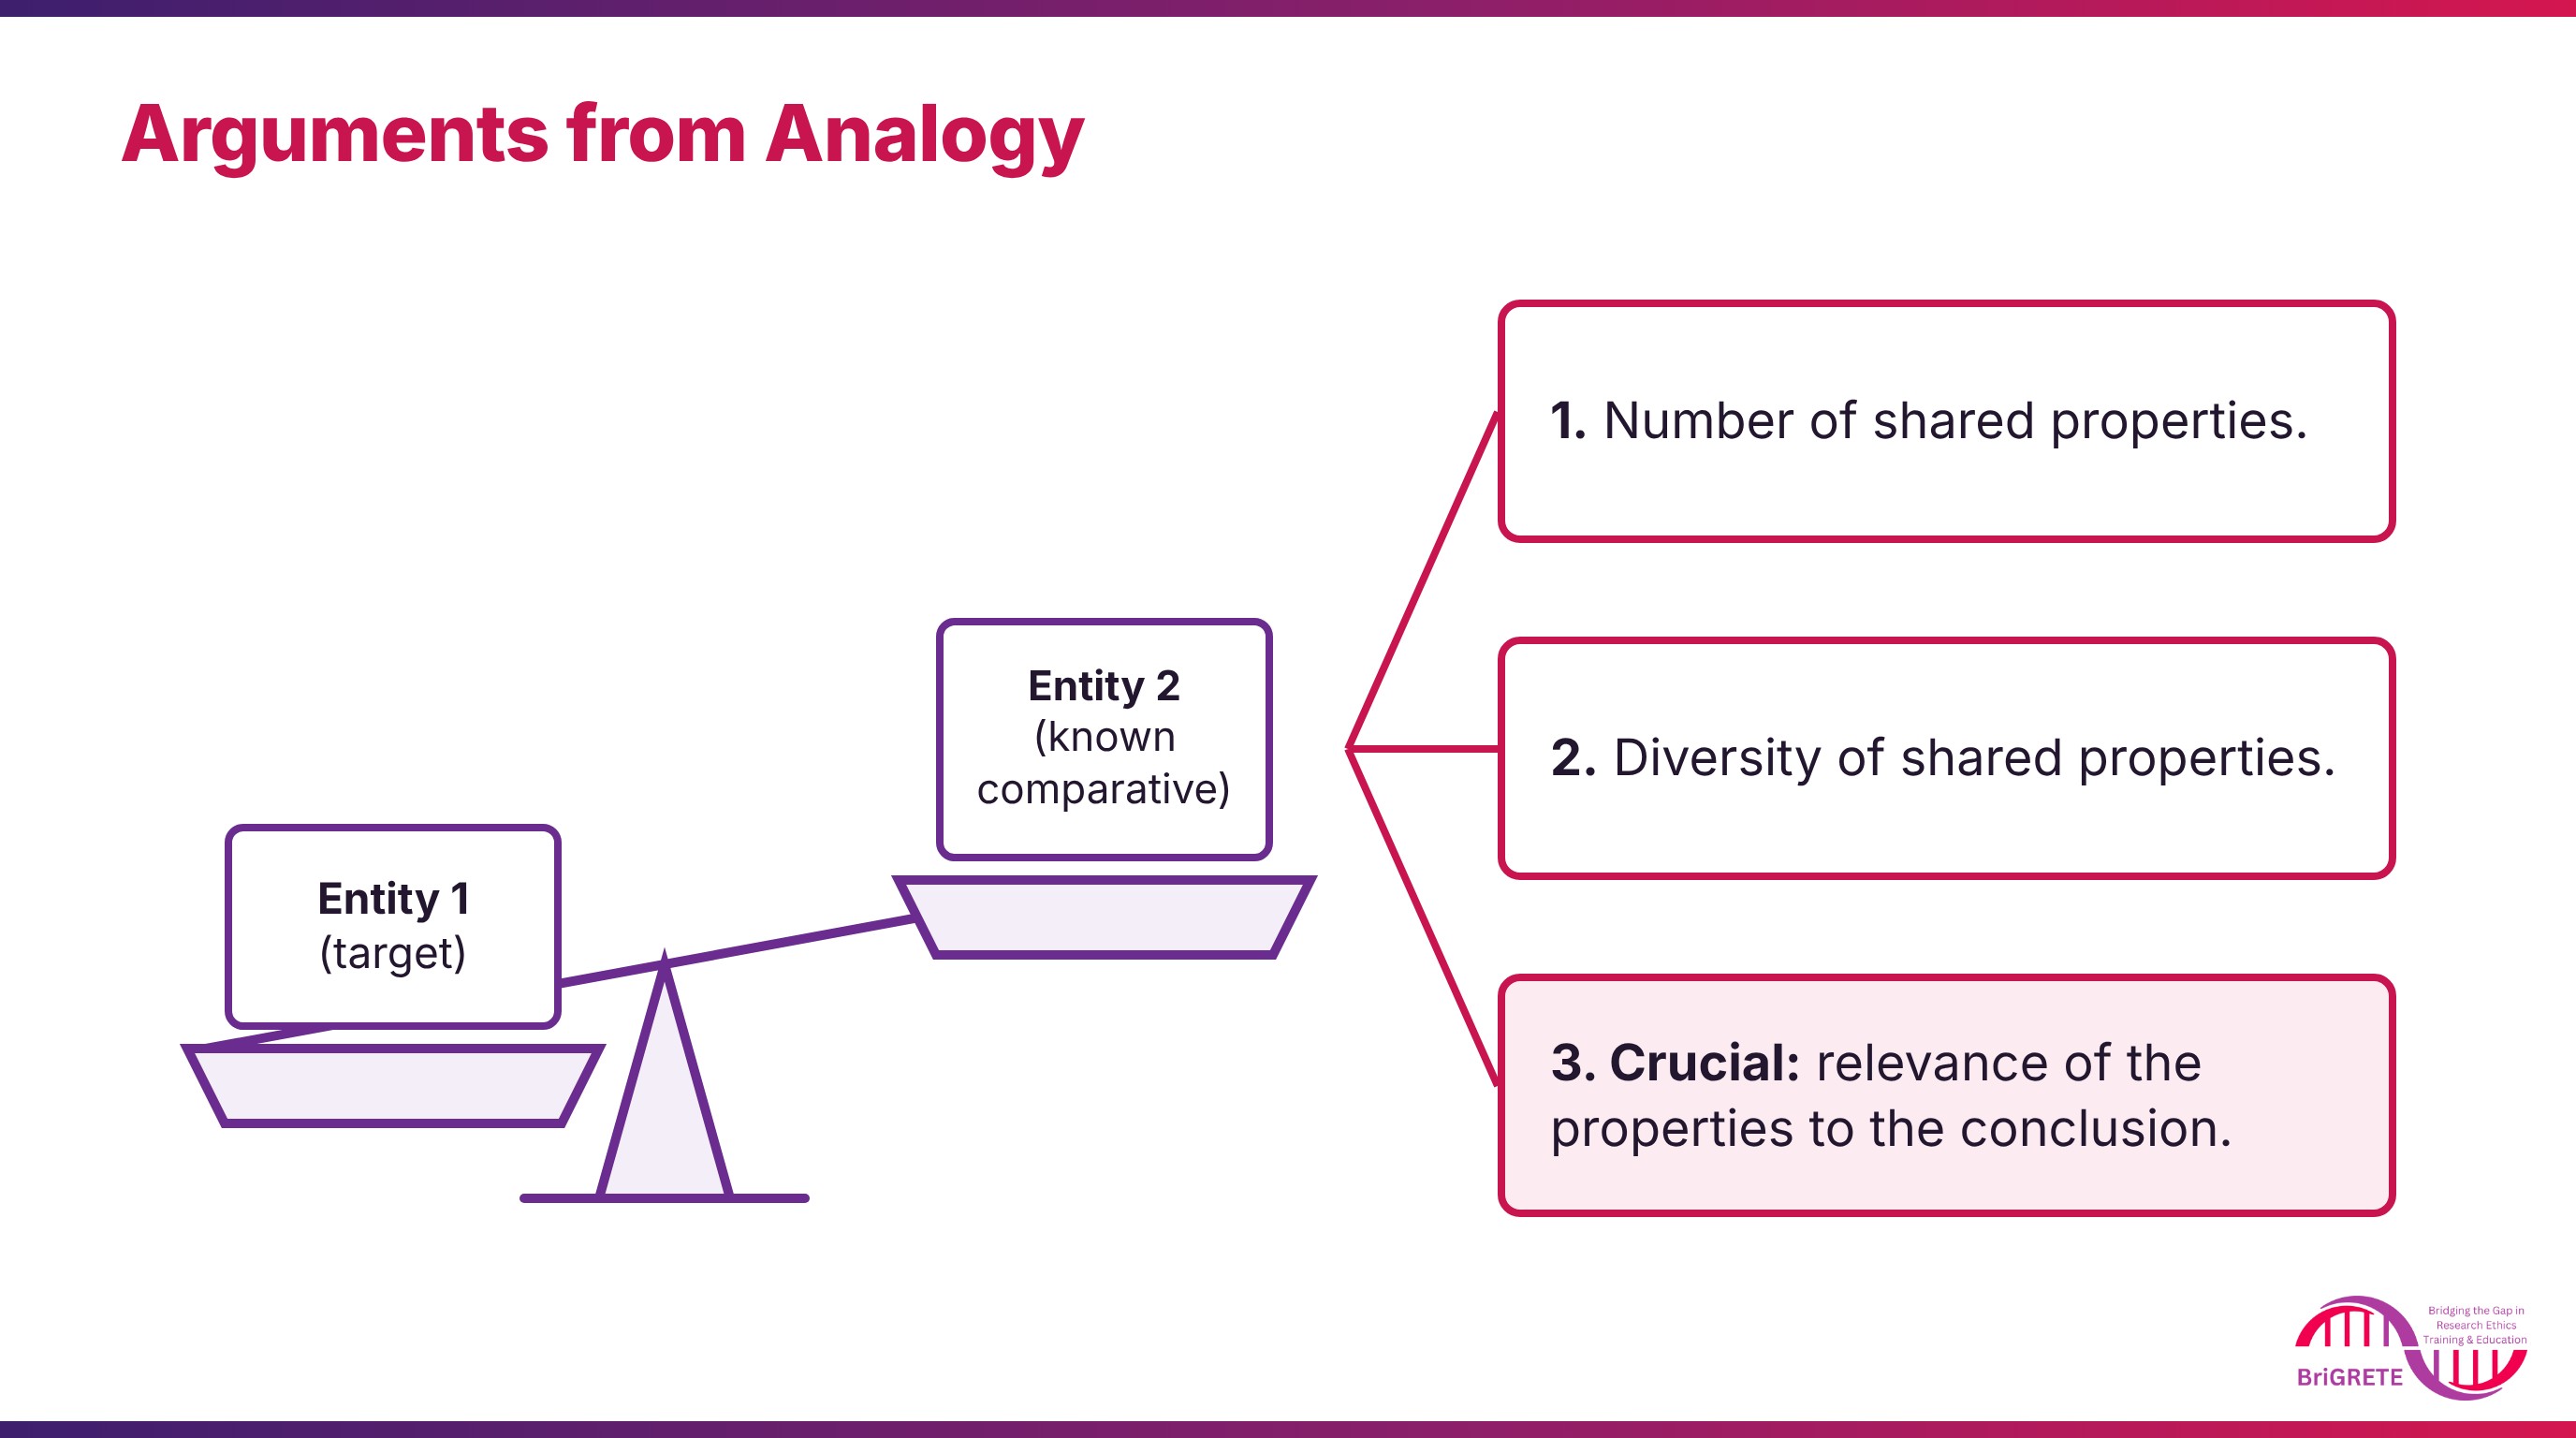 Arguments from Analogy
Entity 1
(target)
Entity 2
(known
comparative)
1. Number of shared properties.
2. Diversity of shared properties.
3. Crucial: relevance of the
properties to the conclusion.
Bridging the Gap in
Research Ethics
Training & Education
BriGRETE